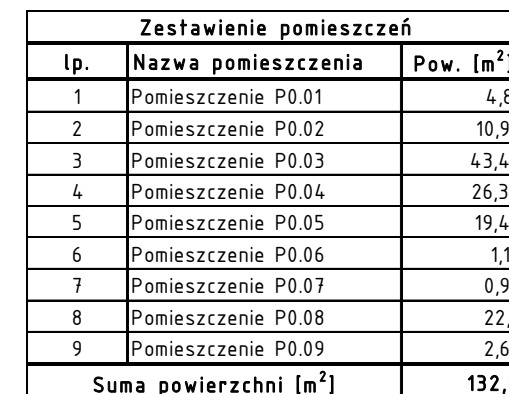 Zestawienie pomieszczeń
lp. Nazwa pomieszczenia Pow. [m²]
1 Pomieszczenie P0.01 4,8
2 Pomieszczenie P0.02 10,9
3 Pomieszczenie P0.03 43,4
4 Pomieszczenie P0.04 26,3
5 Pomieszczenie P0.05 19,4
6 Pomieszczenie P0.06 1,1
7 Pomieszczenie P0.07 0,9
8 Pomieszczenie P0.08 22,
9 Pomieszczenie P0.09 2,6
Suma powierzchni [m²] 132,